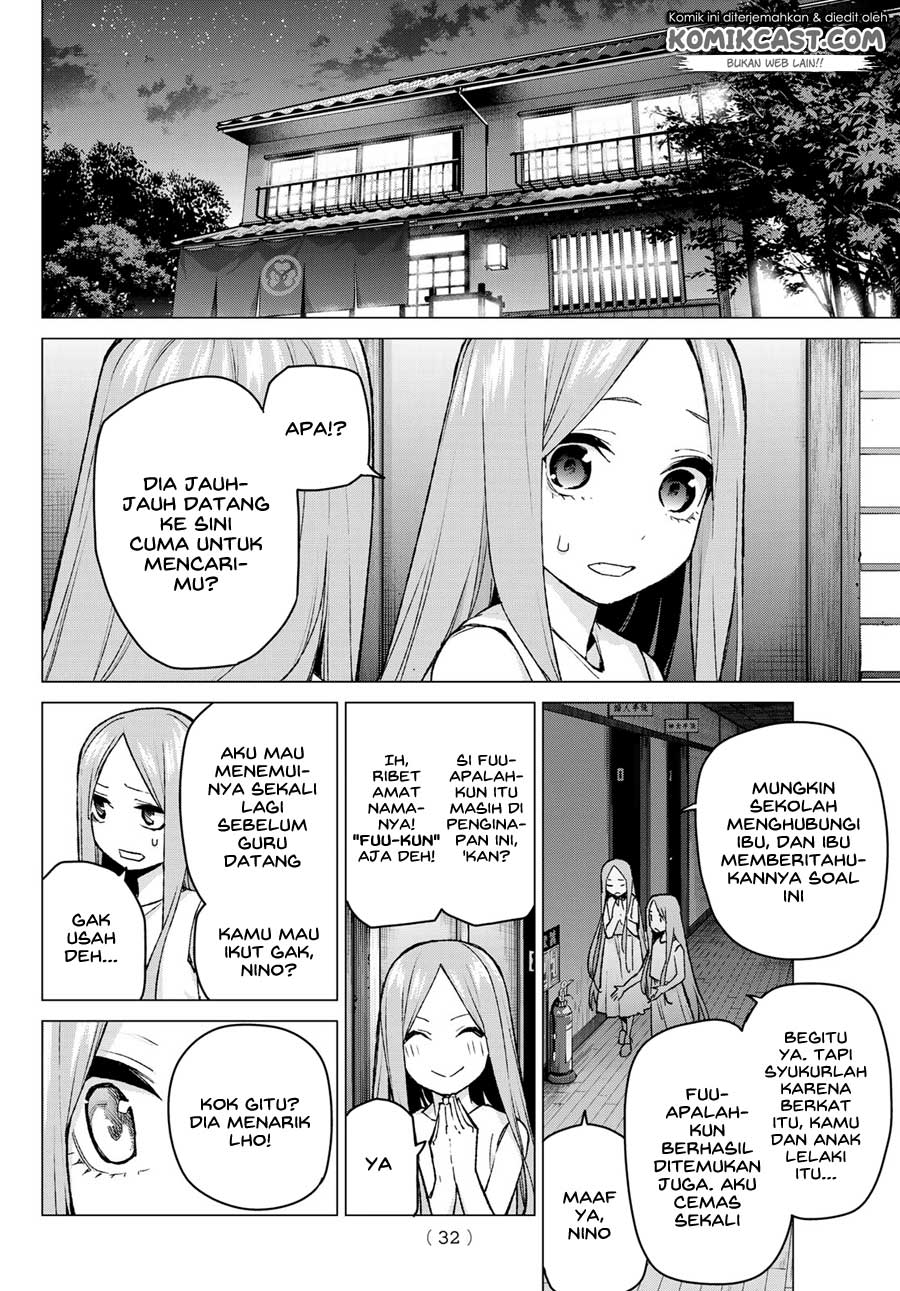 Komik ini diterjemahkan & diedit oleh
KOMIKCAST.COM
BUKAN WEB LAIN!!
APA!?
DIA JAUH-
JAUH DATANG
KE SINI
CUMA UNTUK
MENCARI-
MU?
MUNGKIN
SEKOLAH
MENGHUBUNGI
IBU, DAN IBU
MEMBERITAHU-
KANNYA SOAL
INI
BEGITU
YA. TAPI
SYUKURLAH
KARENA
BERKAT
ITU, KAMU
DAN ANAK
LELAKI
ITU...
FUU-
APALAH-
KUN
BERHASIL
DITEMUKAN
JUGA. AKU
CEMAS
SEKALI
MAAF
YA,
NINO
SI FUU-
APALAH-
KUN ITU
MASIH DI
PENGINA-
PAN INI,
'KAN?
IH,
RIBET
AMAT
NAMA-
NYA!
"FUU-KUN"
AJA DEH!
YA
AKU MAU
MENEMUI-
NYA SEKALI
LAGI
SEBELUM
GURU
DATANG
KAMU MAU
IKUT GAK,
NINO?
GAK
USAH
DEH...
KOK GITU?
DIA MENARIK
LHO!
( 32 )